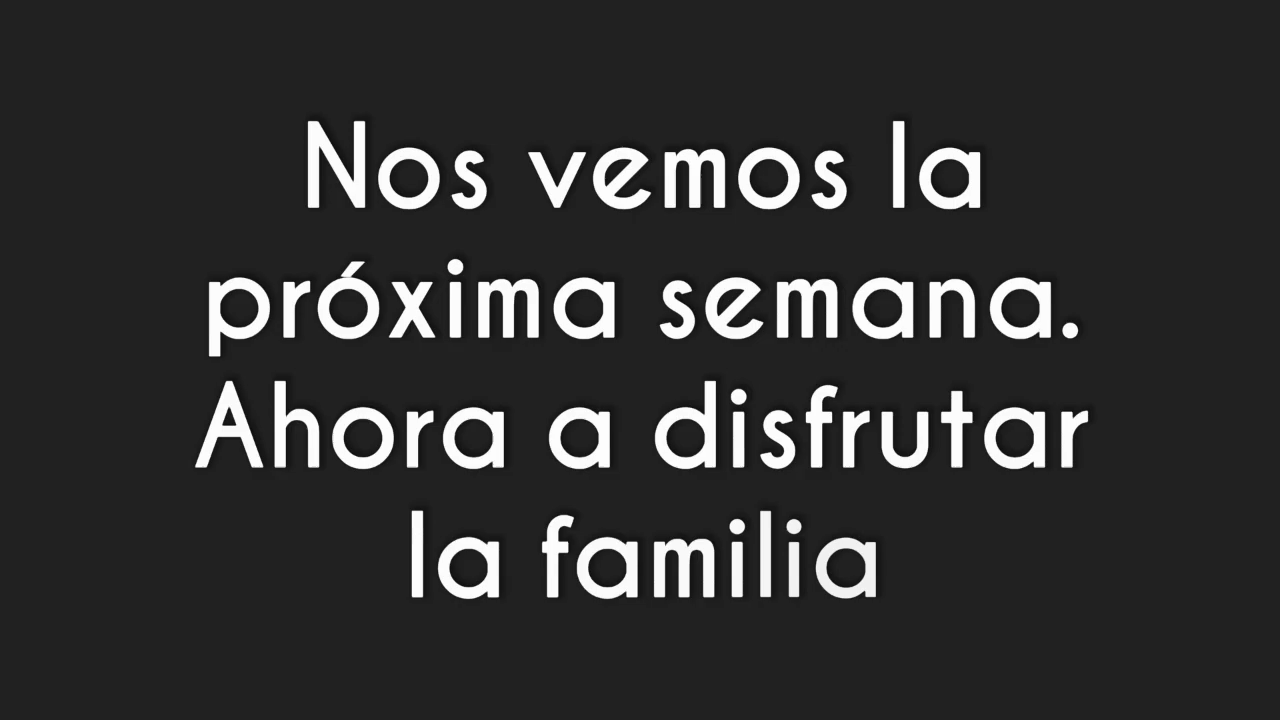 Nos vemos la
próxima semana.
Ahora a disfrutar
la familia